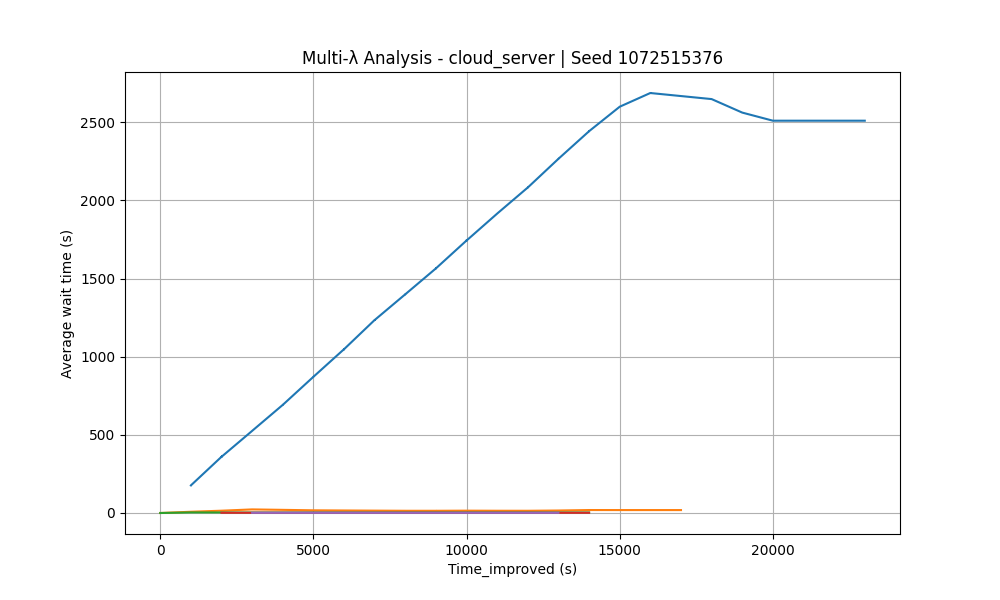 Multi-λ Analysis - cloud_server | Seed 1072515376
Average wait time (s)
2500
2000
1500
1000
500
0
0 5000 10000 15000 20000
Time_improved (s)